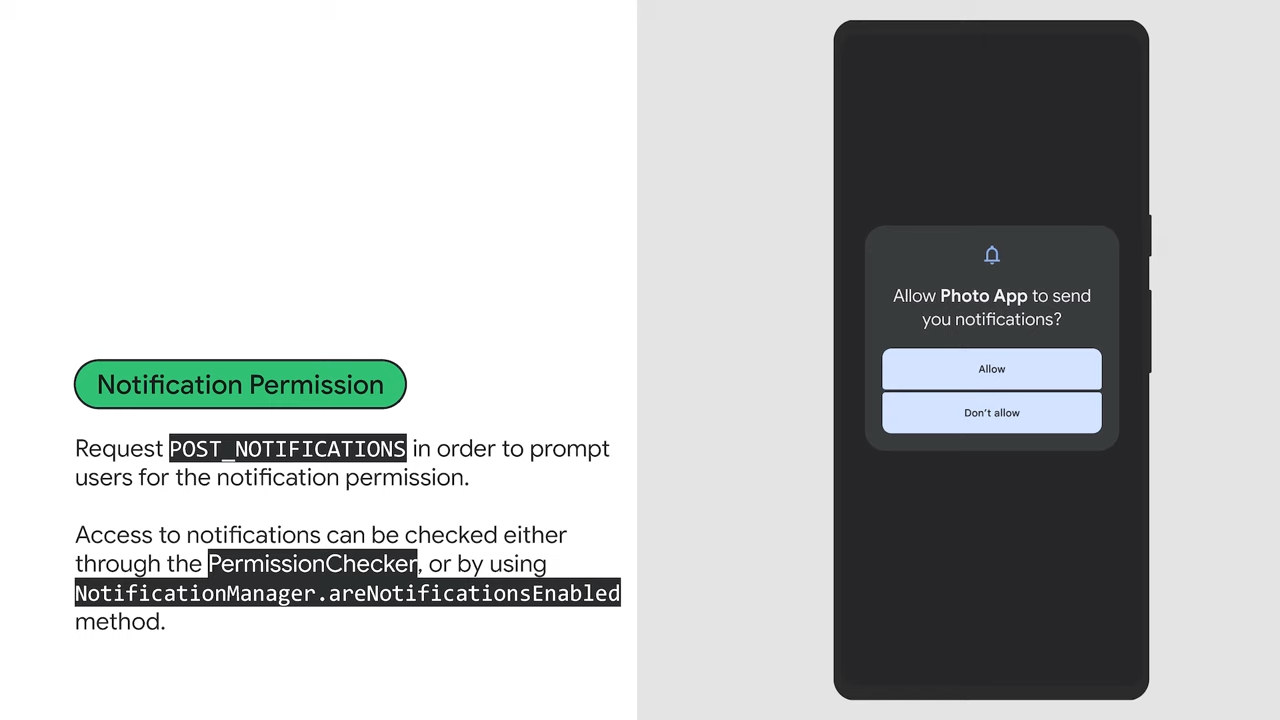 Notification Permission
Request POST_NOTIFICATIONS in order to prompt
users for the notification permission.
Access to notifications can be checked either
through the PermissionChecker, or by using
NotificationManager.areNotificationsEnabled
method.
Allow Photo App to send
you notifications?
Allow
Don’t allow